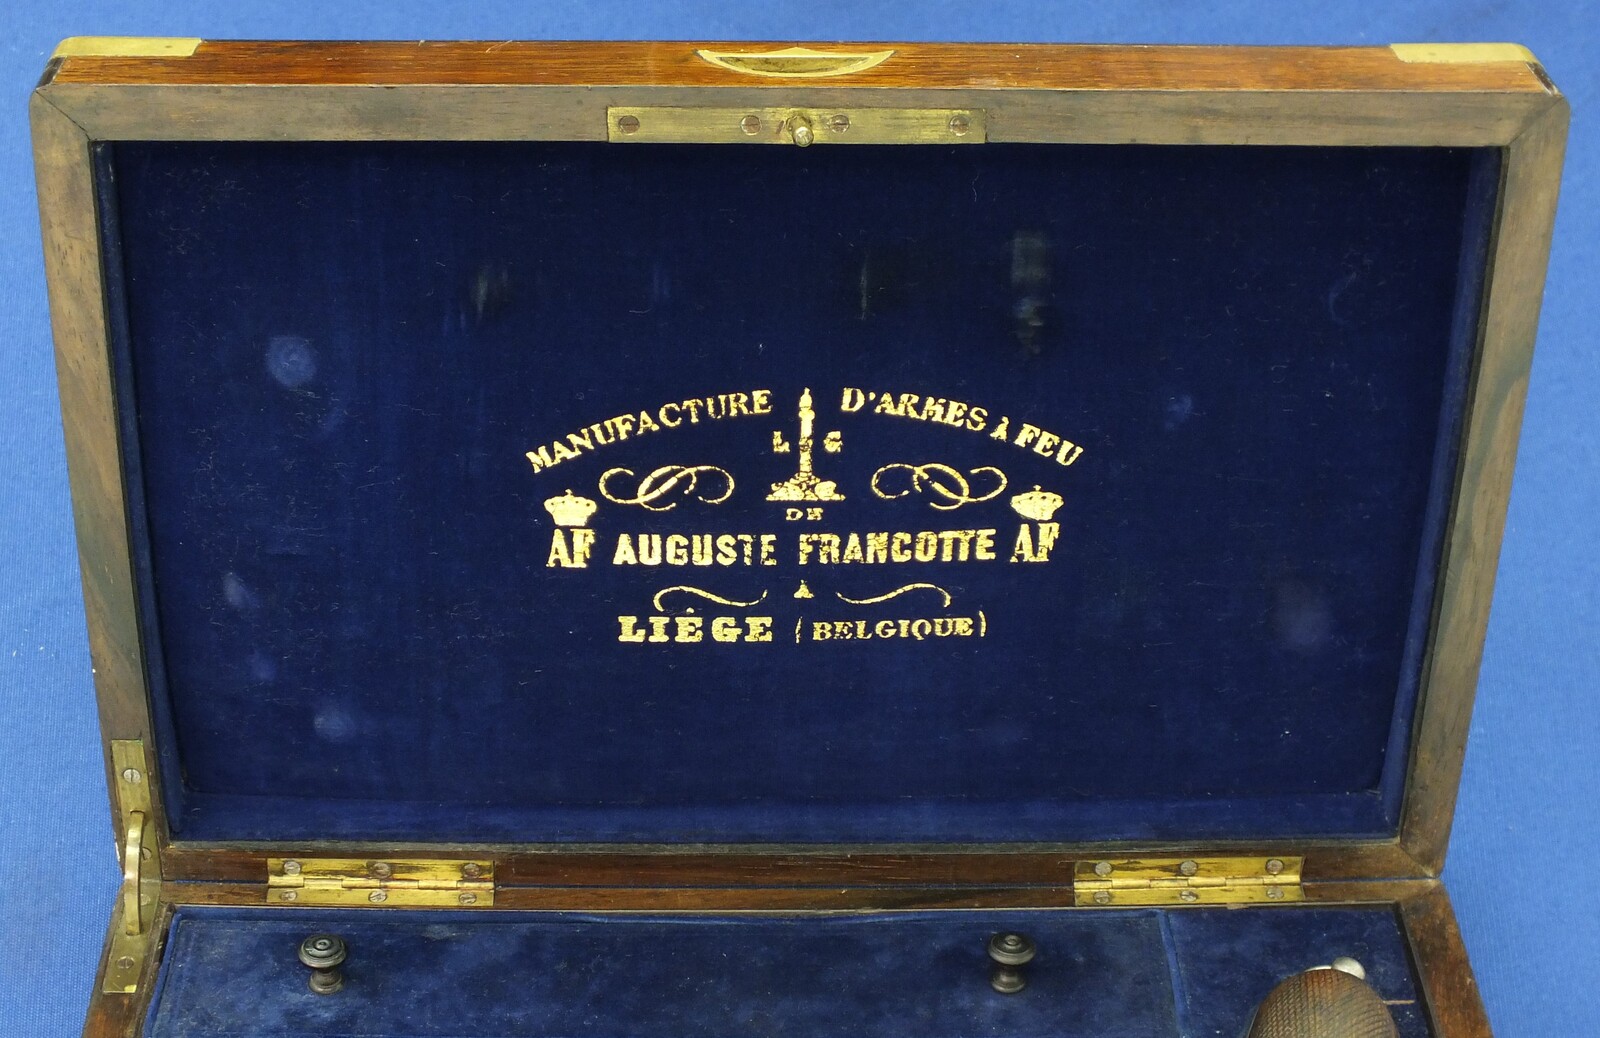 MANUFACTURE D'ARMES À FEU
L G
DE
AF AUGUSTE FRANCOTTE AF
À
LIÈGE (BELGIQUE)